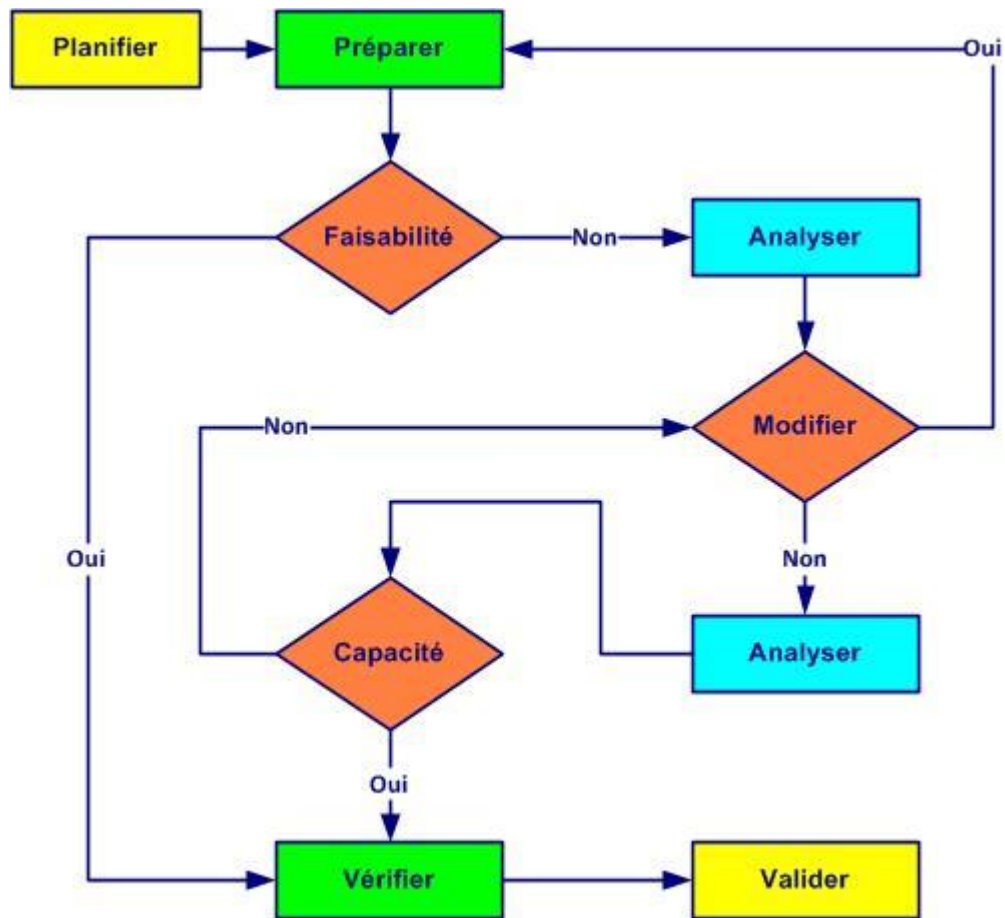 Planifier
Préparer
Oui
Faisabilité
Non
Analyser
Non
Modifier
Oui
Non
Capacité
Analyser
Oui
Vérifier
Valider